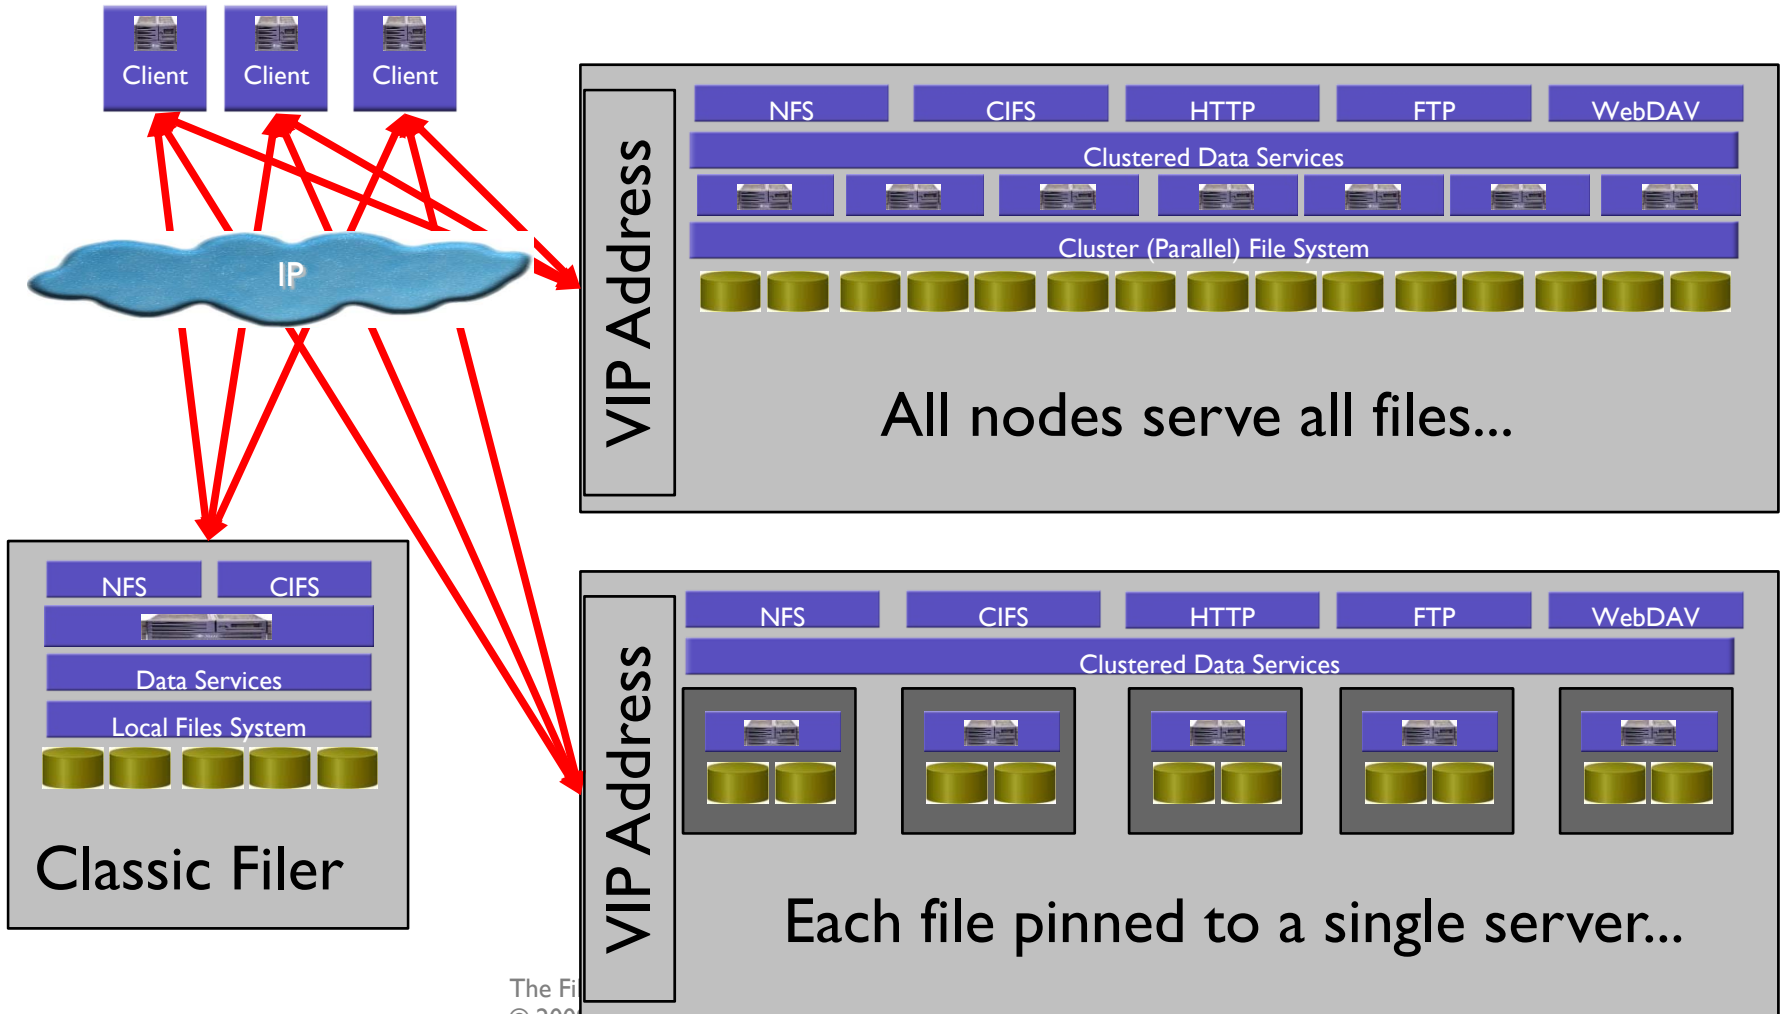 Client Client Client
IP
VIP Address
NFS CIFS HTTP FTP WebDAV
Clustered Data Services
Cluster (Parallel) File System
All nodes serve all files...
NFS CIFS
Data Services
Local Files System
Classic Filer
VIP Address
NFS CIFS HTTP FTP WebDAV
Clustered Data Services
Each file pinned to a single server...
The